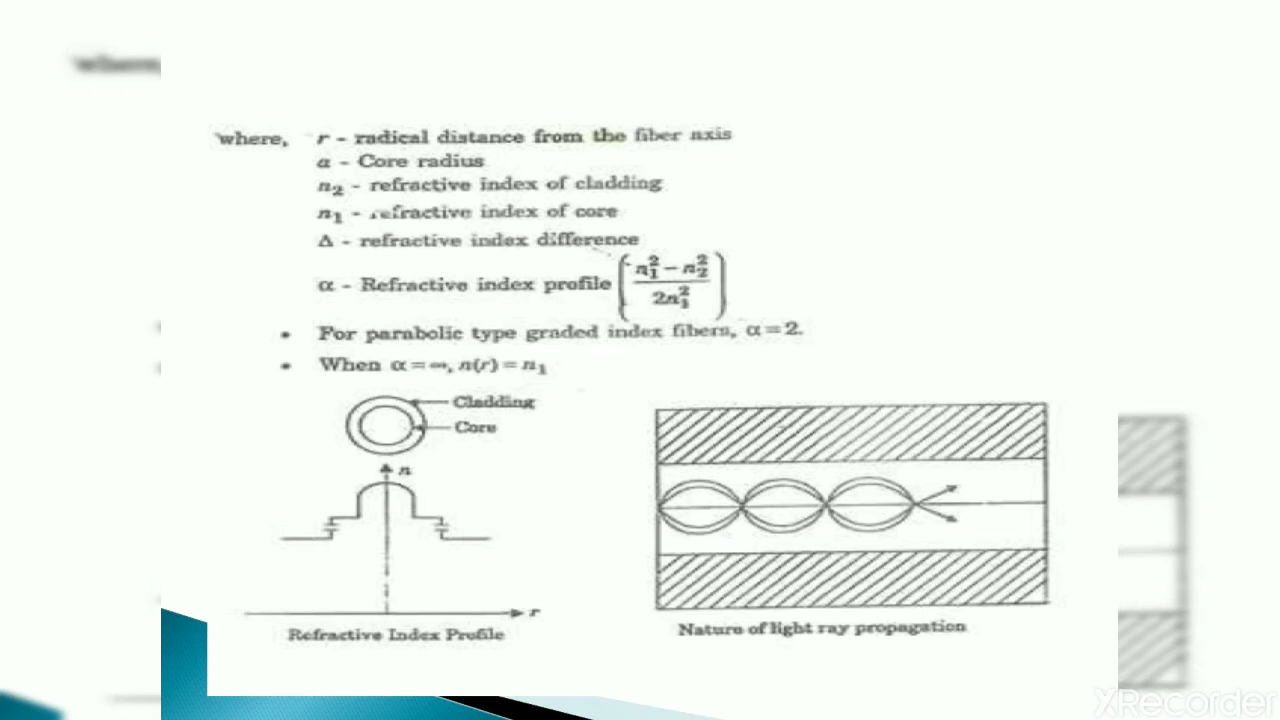 where,
where, r - radical distance from the fiber axis
a - Core radius
n₂ - refractive index of cladding
n₁ - refractive index of core
Δ - refractive index difference
α - Refractive index profile ((n₁² − n₂²) / 2n₁²)
• For parabolic type graded index fibers, α = 2.
• When α = ∞, n(r) = n₁
Cladding
Core
n
r
Refractive Index Profile
Nature of light ray propagation
XRecorder